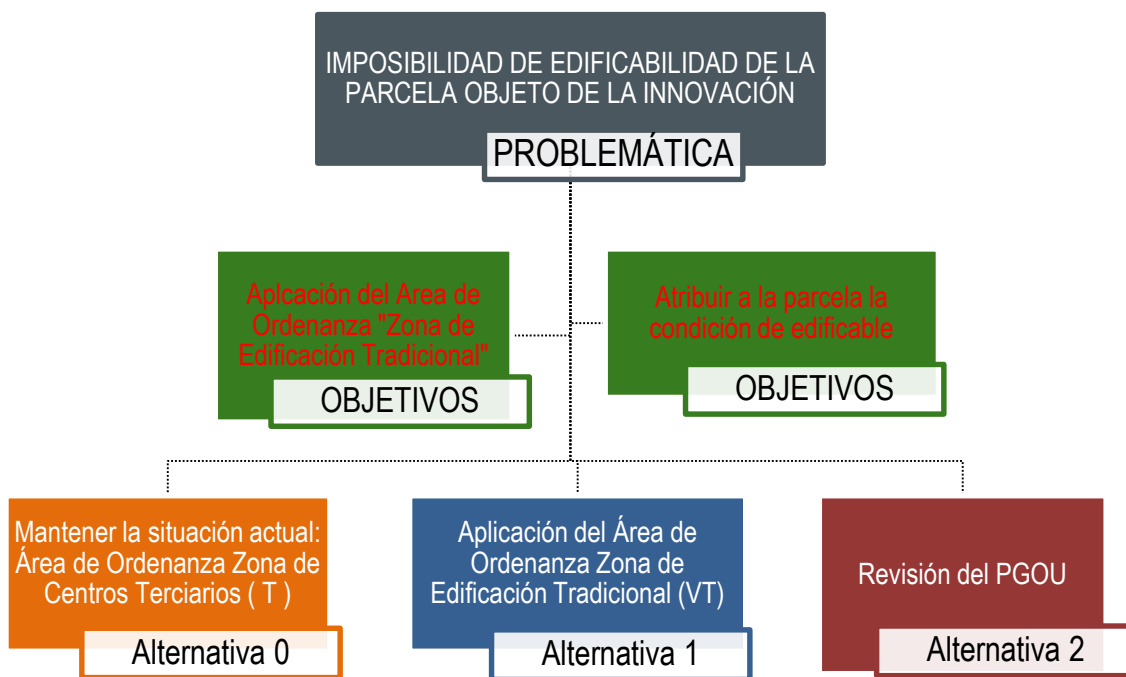 IMPOSIBILIDAD DE EDIFICABILIDAD DE LA
PARCELA OBJETO DE LA INNOVACIÓN
PROBLEMÁTICA
Aplcación del Area de
Ordenanza "Zona de
Edificación Tradicional"
OBJETIVOS
Atribuir a la parcela la
condición de edificable
OBJETIVOS
Mantener la situación actual:
Área de Ordenanza Zona de
Centros Terciarios ( T )
Alternativa 0
Aplicación del Área de
Ordenanza Zona de
Edificación Tradicional (VT)
Alternativa 1
Revisión del PGOU
Alternativa 2